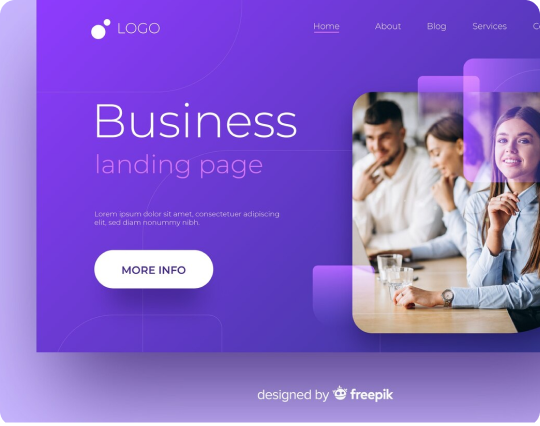 LOGO
Home About Blog Services
Business
landing page
Lorem ipsum dolor sit amet, consectetuer adipiscing
elit, sed diam nonummy nibh.
MORE INFO
designed by freepik